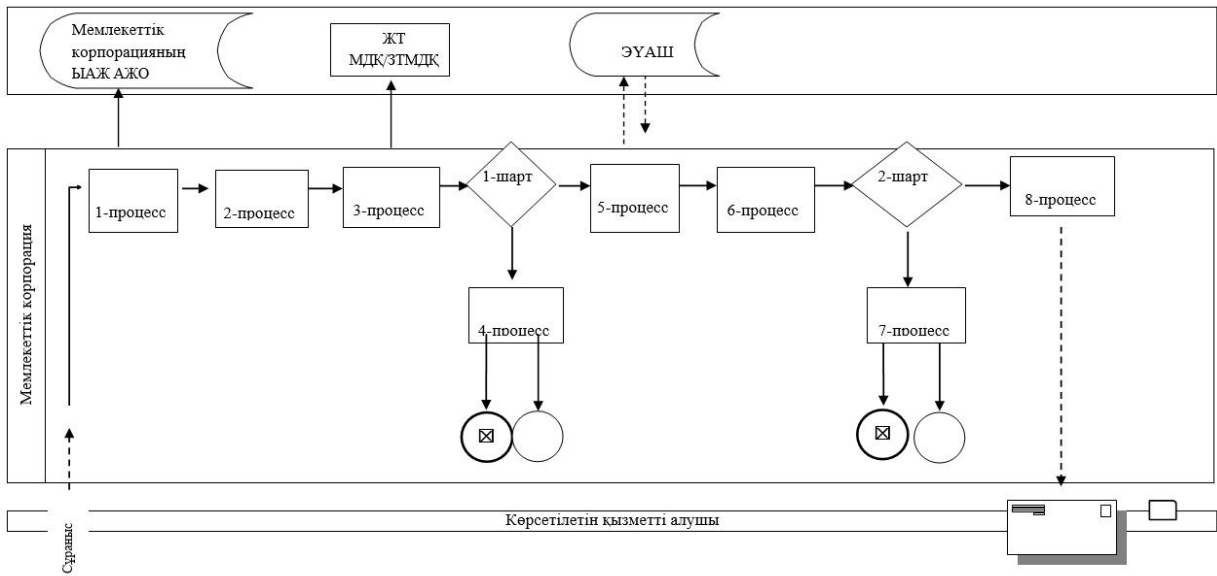 Мемлекеттік
корпорацияның
ЫАЖ АЖО
ЖТ
МДҚ/ЗТМДҚ
ЭҮАШ
Мемлекеттік корпорация
1-процесс
2-процесс
3-процесс
1-шарт
5-процесс
6-процесс
2-шарт
8-процесс
4-процесс
7-процесс
Сұраныс
Көрсетілетін қызметті алушы